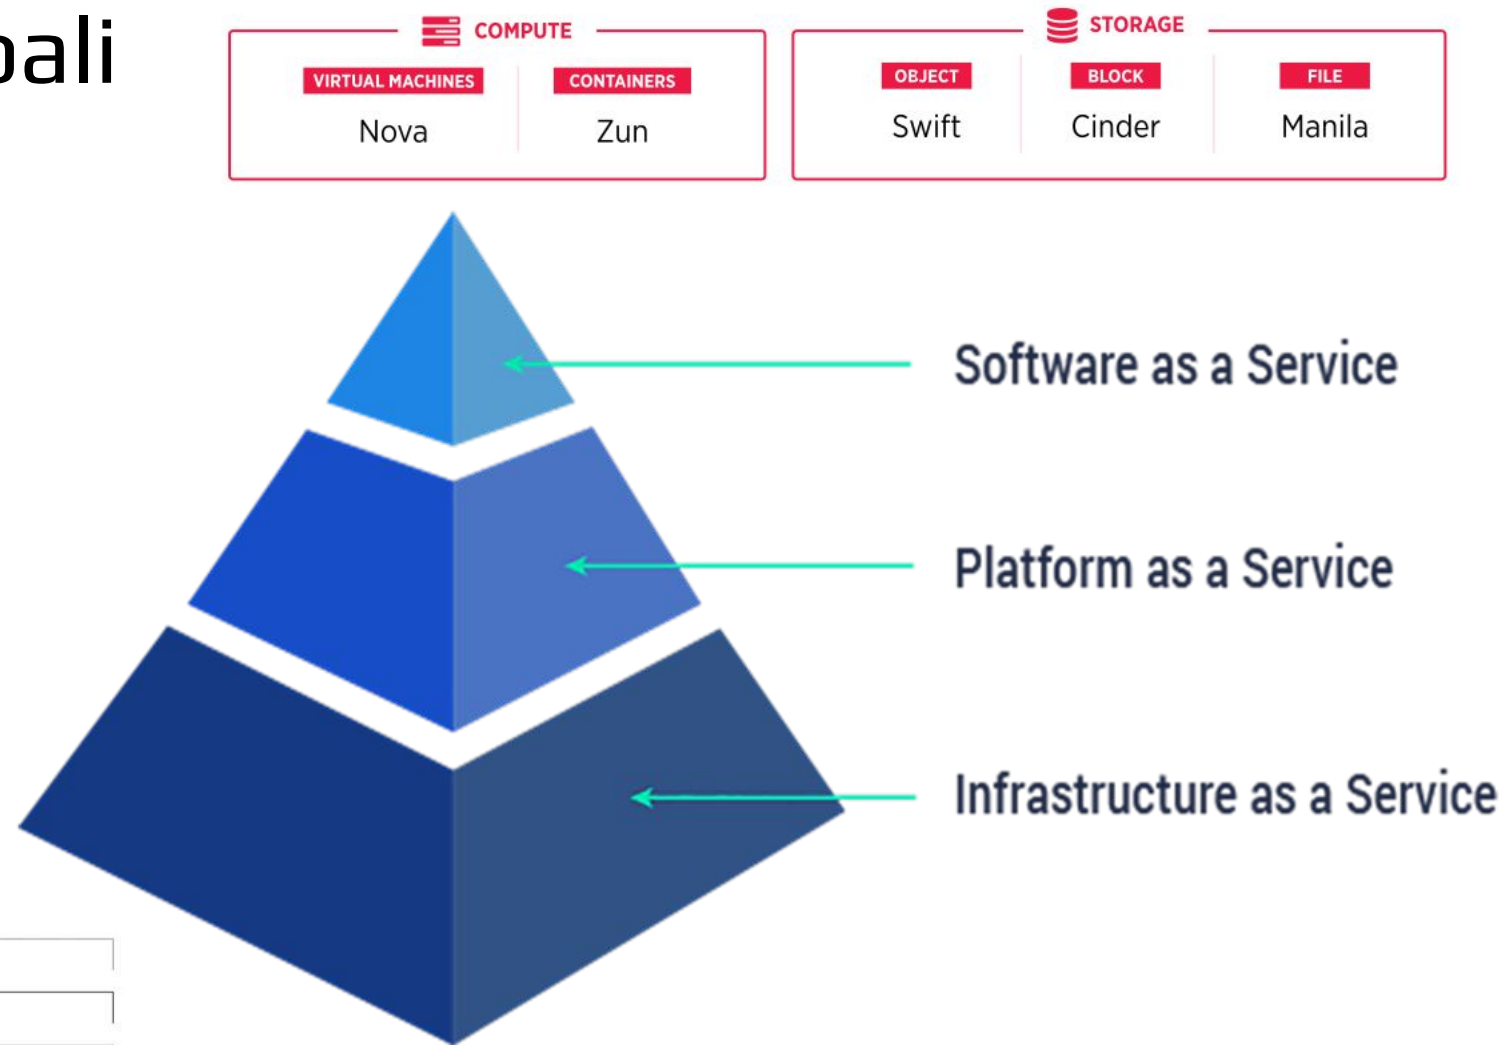 pali
COMPUTE
VIRTUAL MACHINES
Nova
CONTAINERS
Zun
STORAGE
OBJECT
Swift
BLOCK
Cinder
FILE
Manila
Software as a Service
Platform as a Service
Infrastructure as a Service